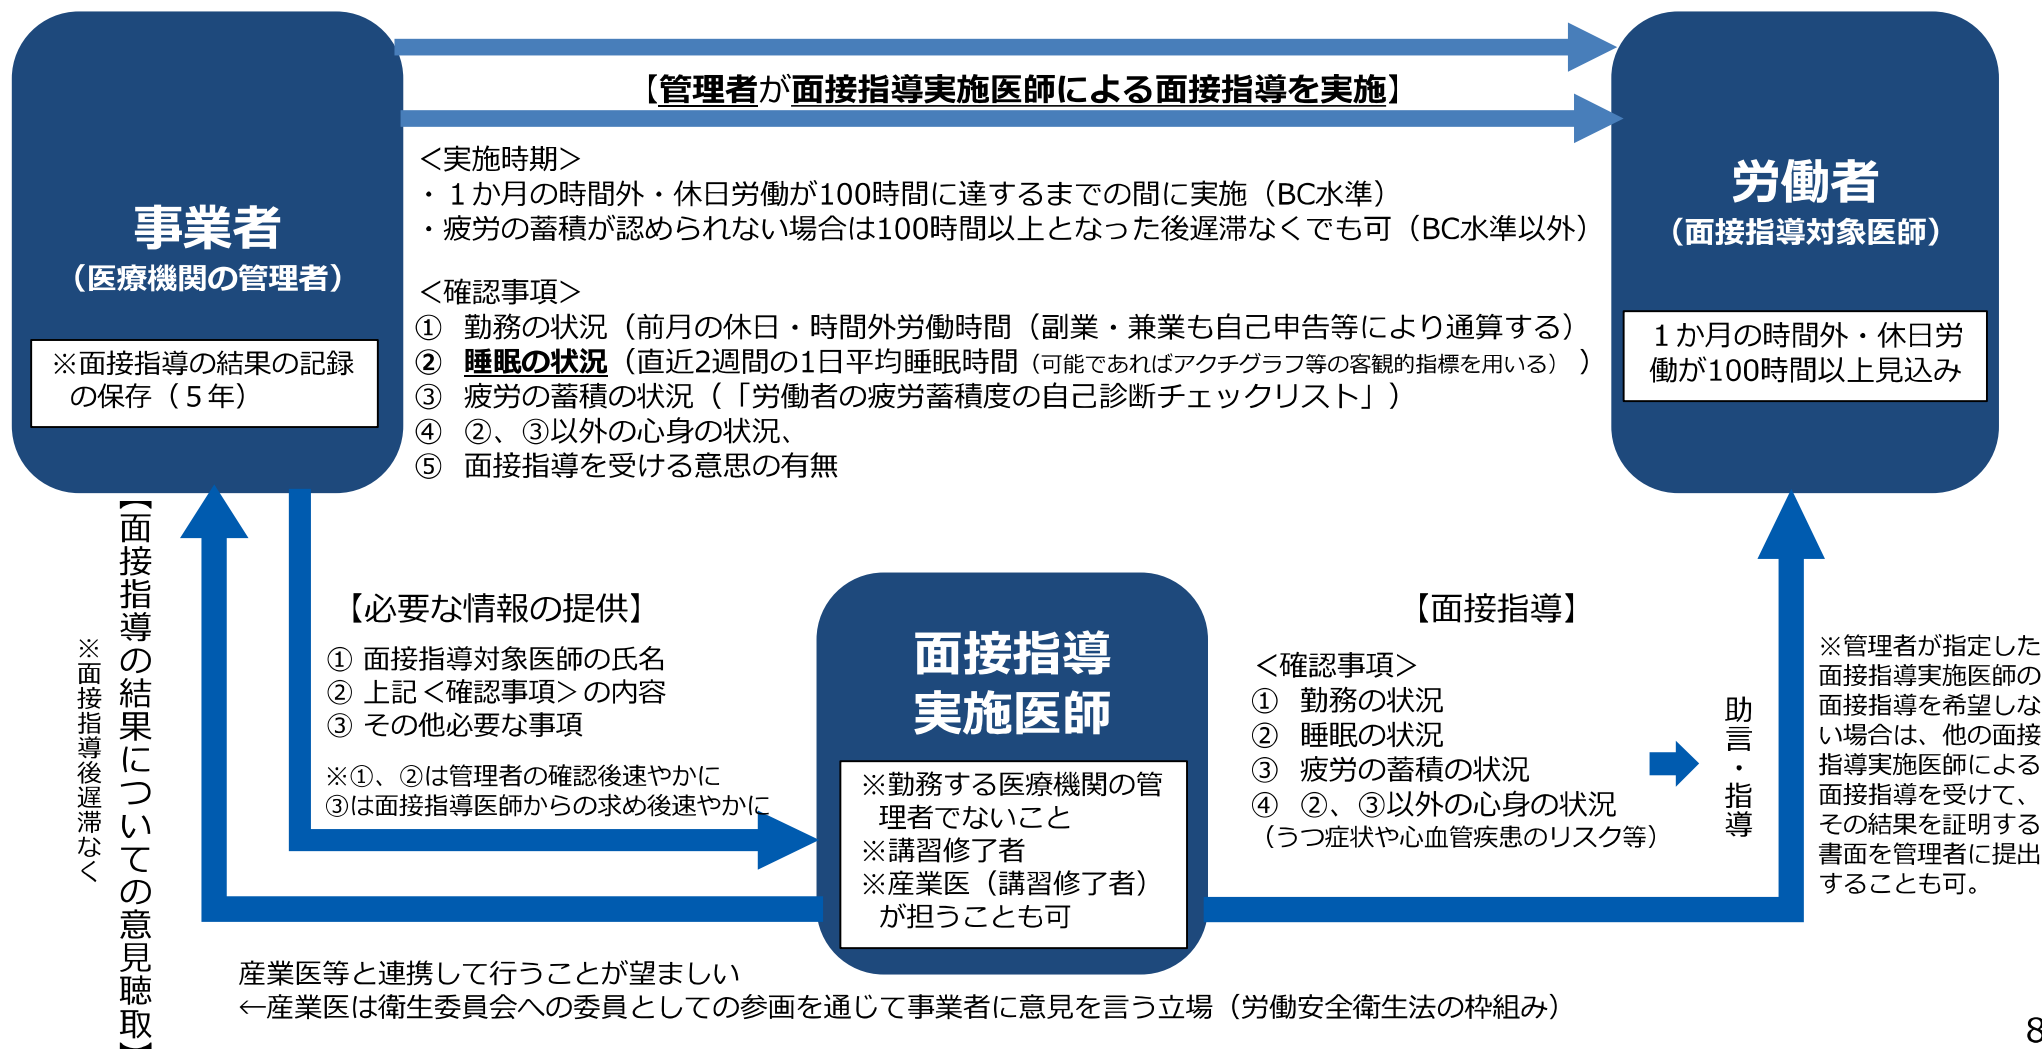 【管理者が面接指導実施医師による面接指導を実施】
事業者
（医療機関の管理者）
※面接指導の結果の記録
の保存（５年）
＜実施時期＞
・１か月の時間外・休日労働が100時間に達するまでの間に実施（BC水準）
・疲労の蓄積が認められない場合は100時間以上となった後遅滞なくでも可（BC水準以外）
＜確認事項＞
① 勤務の状況（前月の休日・時間外労働時間（副業・兼業も自己申告等により通算する）
② 睡眠の状況（直近2週間の1日平均睡眠時間（可能であればアクチグラフ等の客観的指標を用いる） ）
③ 疲労の蓄積の状況（「労働者の疲労蓄積度の自己診断チェックリスト」）
④ ②、③以外の心身の状況、
⑤ 面接指導を受ける意思の有無
労働者
（面接指導対象医師）
１か月の時間外・休日労
働が100時間以上見込み
【面接指導の結果についての意見聴取】
※面接指導後遅滞なく
【必要な情報の提供】
① 面接指導対象医師の氏名
② 上記＜確認事項＞の内容
③ その他必要な事項
※①、②は管理者の確認後速やかに
③は面接指導医師からの求め後速やかに
面接指導
実施医師
※勤務する医療機関の管
理者でないこと
※講習修了者
※産業医（講習修了者）
が担うことも可
【面接指導】
＜確認事項＞
① 勤務の状況
② 睡眠の状況
③ 疲労の蓄積の状況
④ ②、③以外の心身の状況
（うつ症状や心血管疾患のリスク等）
助言・指導
※管理者が指定した
面接指導実施医師の
面接指導を希望しな
い場合は、他の面接
指導実施医師による
面接指導を受けて、
その結果を証明する
書面を管理者に提出
することも可。
産業医等と連携して行うことが望ましい
←産業医は衛生委員会への委員としての参画を通じて事業者に意見を言う立場（労働安全衛生法の枠組み）
8